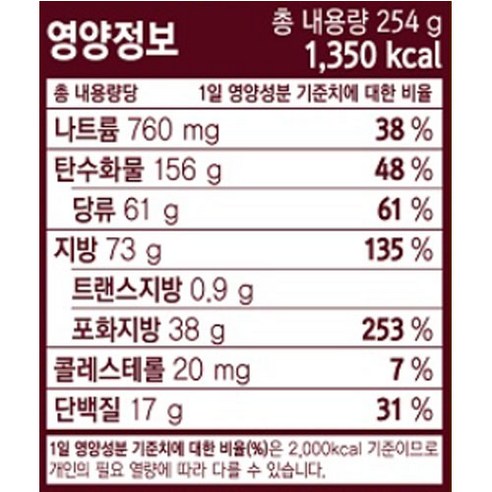 영양정보
총 내용량 254 g
1,350 kcal
총 내용량당 1일 영양성분 기준치에 대한 비율
나트륨 760 mg 38 %
탄수화물 156 g 48 %
당류 61 g 61 %
지방 73 g 135 %
트랜스지방 0.9 g
포화지방 38 g 253 %
콜레스테롤 20 mg 7 %
단백질 17 g 31 %
1일 영양성분 기준치에 대한 비율(%)은 2,000kcal 기준이므로
개인의 필요 열량에 따라 다를 수 있습니다.